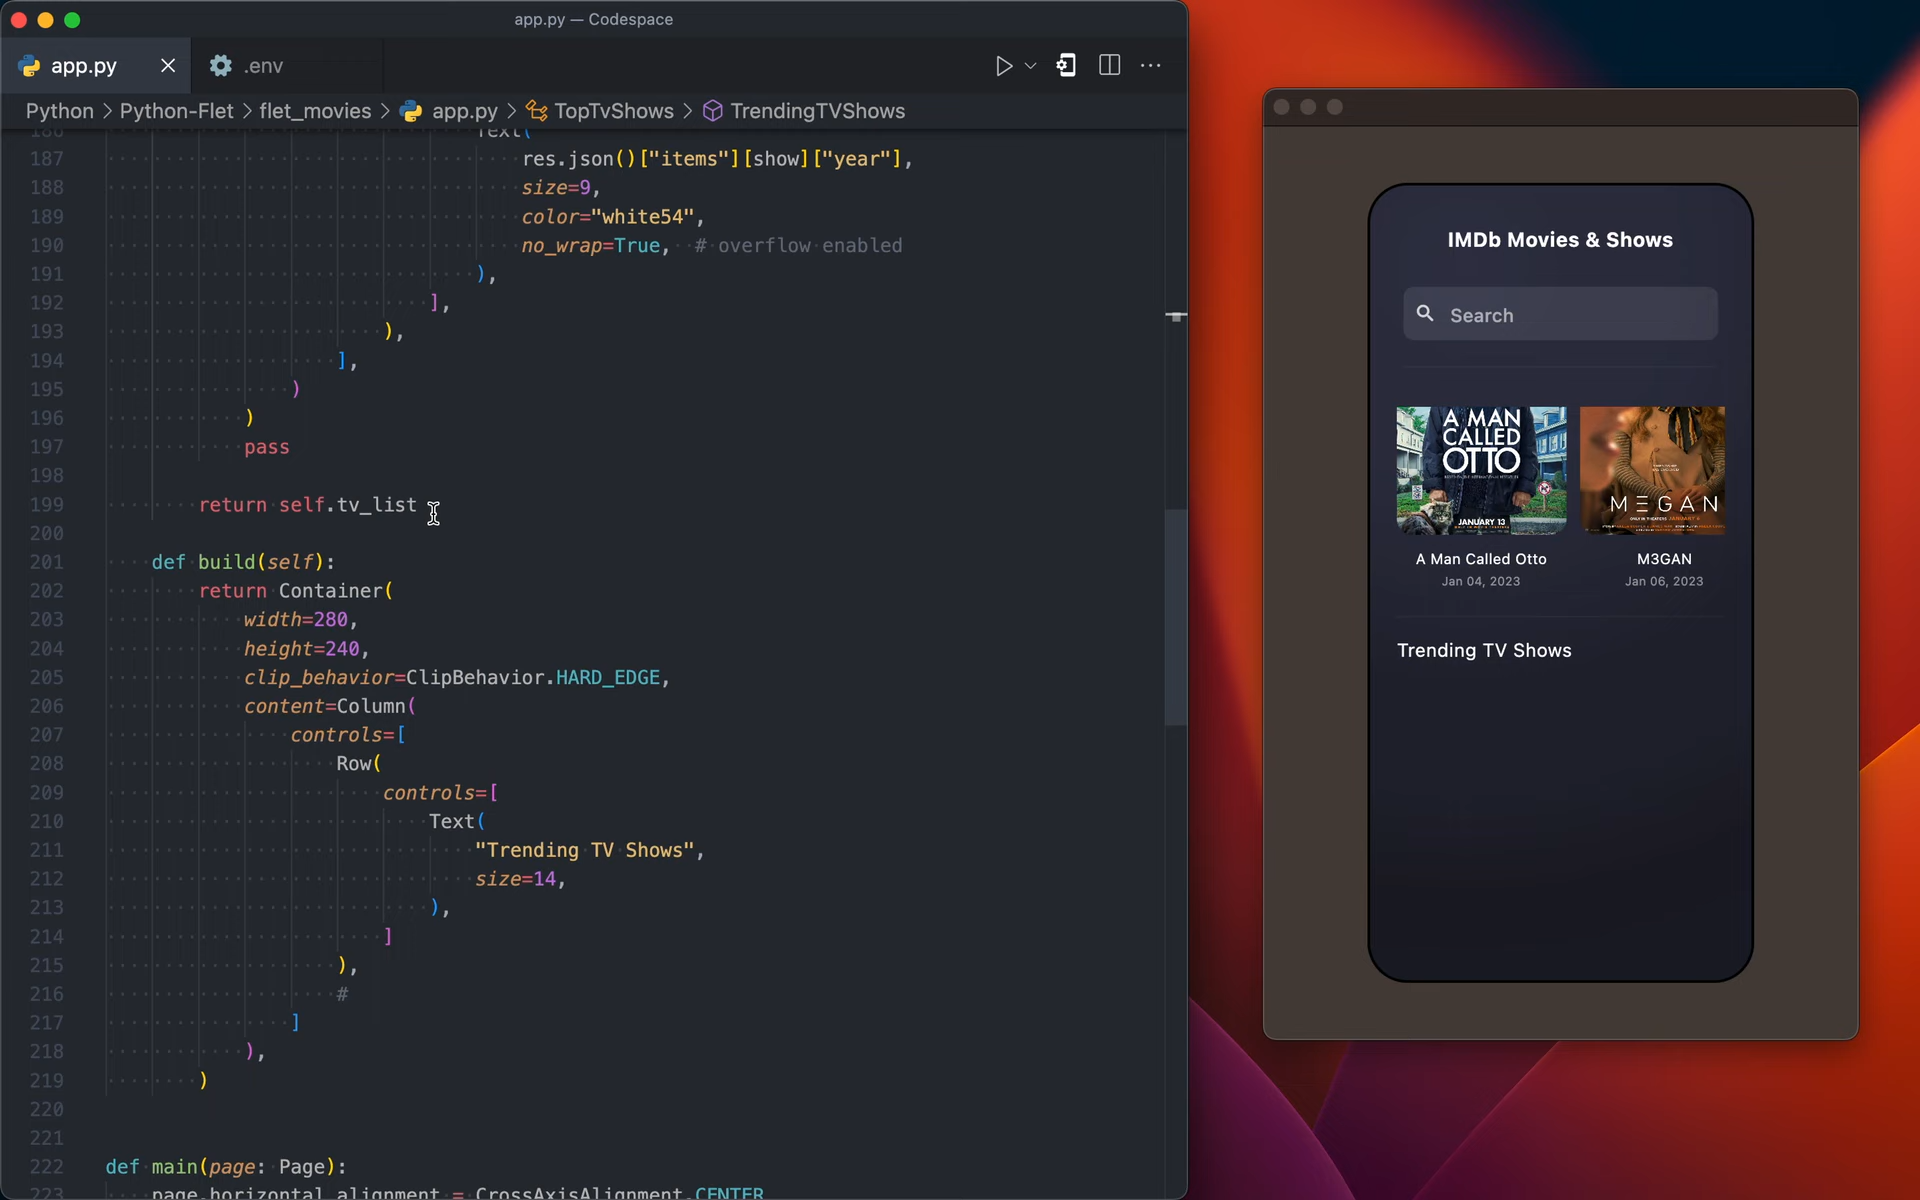 app.py — Codespace
app.py
.env
Python > Python-Flet > flet_movies > app.py > TopTvShows > TrendingTVShows
186 Text(
187 res.json()["items"][show]["year"],
188 size=9,
189 color="white54",
190 no_wrap=True, # overflow enabled
191 ),
192 ],
193 ),
194 ],
195 )
196 )
197 pass
198
199 return self.tv_list
200
201 def build(self):
202 return Container(
203 width=280,
204 height=240,
205 clip_behavior=ClipBehavior.HARD_EDGE,
206 content=Column(
207 controls=[
208 Row(
209 controls=[
210 Text(
211 "Trending TV Shows",
212 size=14,
213 ),
214 ]
215 ),
216 #
217 ]
218 ),
219 )
220
221
222 def main(page: Page):
223 page.horizontal_alignment = CrossAxisAlignment.CENTER
IMDb Movies & Shows
Search
A MAN
CALLED
OTTO
JANUARY 13
M3GAN
A Man Called Otto
Jan 04, 2023
M3GAN
Jan 06, 2023
Trending TV Shows